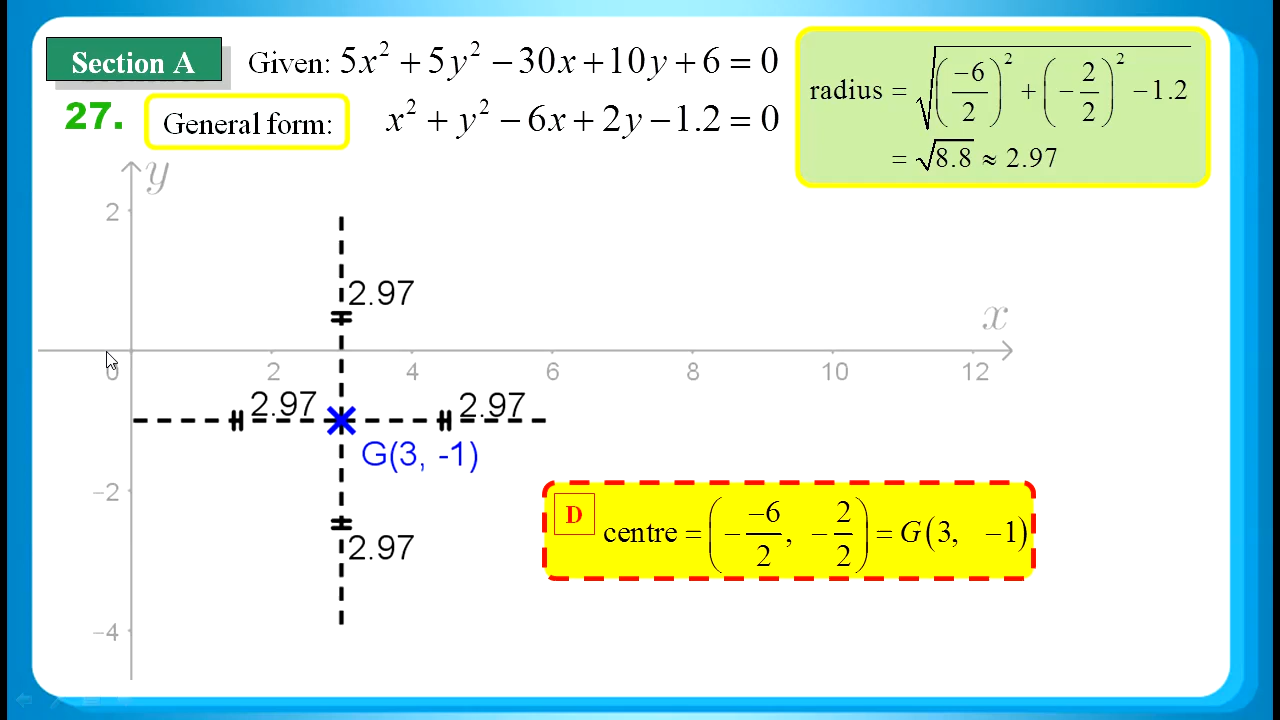 Section A
Given: 5x² + 5y² − 30x + 10y + 6 = 0
27.
General form:
x² + y² − 6x + 2y − 1.2 = 0
radius = √((−6/2)² + (−2/2)² − 1.2
= √8.8 ≈ 2.97
y
2
2.97
x
0 2 4 6 8 10 12
2.97 2.97
G(3, -1)
−2
D
centre = (− −6/2, − 2/2) = G(3, −1)
2.97
−4